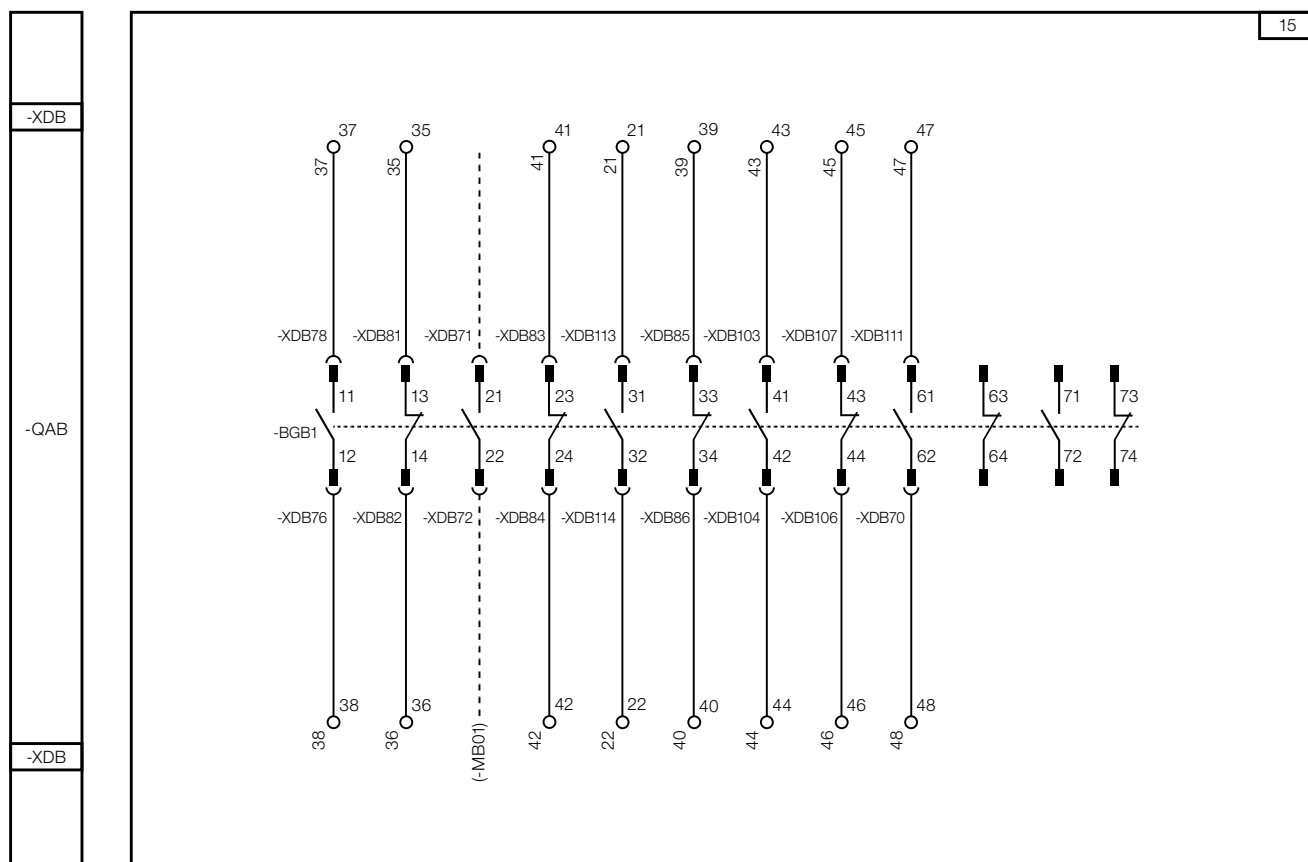 15
-XDB
37 35 41 21 39 43 45 47
37 35 41 21 39 43 45 47
-XDB78 -XDB81 -XDB71 -XDB83 -XDB113 -XDB85 -XDB103 -XDB107 -XDB111
11 13 21 23 31 33 41 43 61 63 71 73
-QAB
-BGB1
12 14 22 24 32 34 42 44 62 64 72 74
-XDB76 -XDB82 -XDB72 -XDB84 -XDB114 -XDB86 -XDB104 -XDB106 -XDB70
38 36 42 22 40 44 46 48
38 36 (-MB01) 42 22 40 44 46 48
-XDB